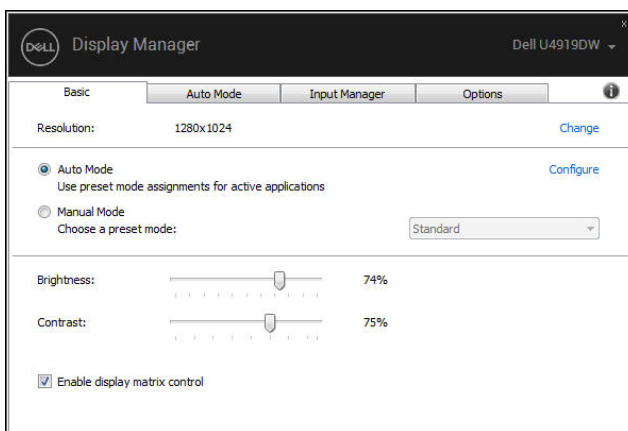 DELL Display Manager Dell U4919DW x
Basic Auto Mode Input Manager Options i
Resolution: 1280x1024 Change
Auto Mode Configure
Use preset mode assignments for active applications
Manual Mode
Choose a preset mode: Standard
Brightness: 74%
Contrast: 75%
Enable display matrix control